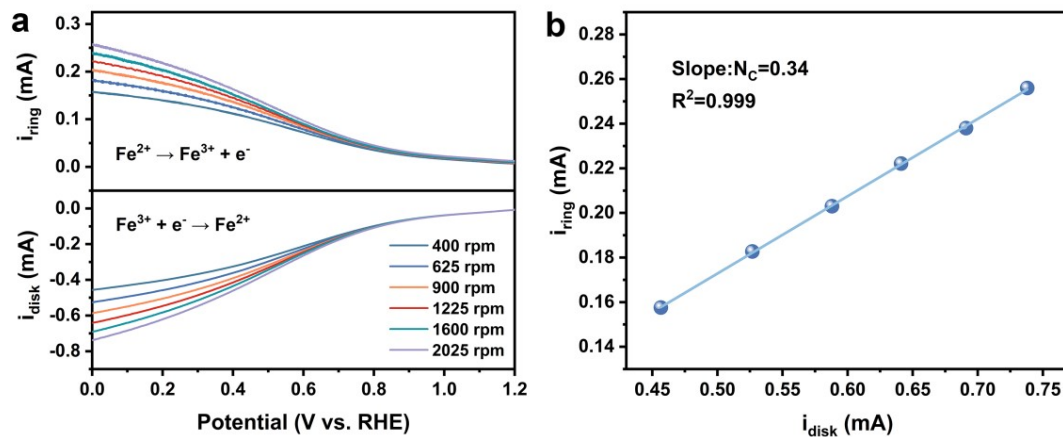 a
0.3
0.2
0.1
0.0
i_ring (mA)
Fe²⁺ → Fe³⁺ + e⁻
0.0
-0.2
-0.4
-0.6
-0.8
i_disk (mA)
Fe³⁺ + e⁻ → Fe²⁺
400 rpm
625 rpm
900 rpm
1225 rpm
1600 rpm
2025 rpm
0.0 0.2 0.4 0.6 0.8 1.0 1.2
Potential (V vs. RHE)
b
0.28
0.26
0.24
0.22
0.20
0.18
0.16
0.14
i_ring (mA)
Slope:N_C=0.34
R²=0.999
0.45 0.50 0.55 0.60 0.65 0.70 0.75
i_disk (mA)